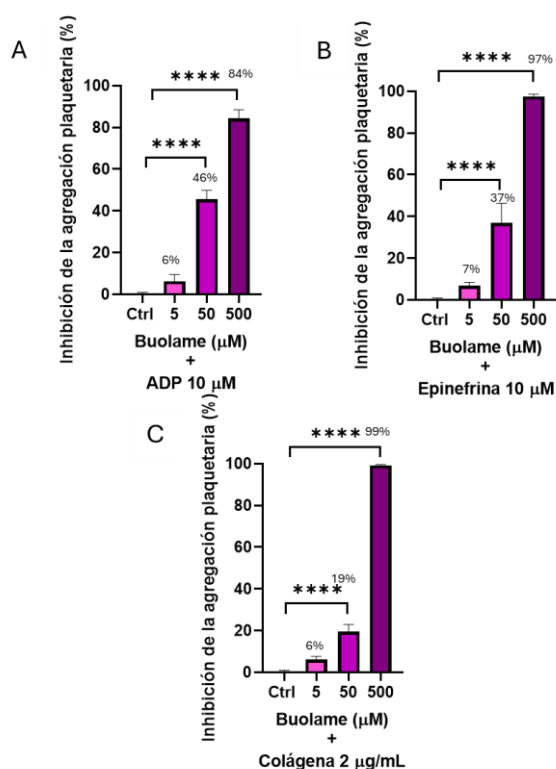 A
Inhibición de la agregación plaquetaria (%)
100
80
60
40
20
0
****
84%
****
46%
6%
Ctrl 5 50 500
Buolame (µM)
+
ADP 10 µM
B
Inhibición de la agregación plaquetaria (%)
100
80
60
40
20
0
****
97%
****
37%
7%
Ctrl 5 50 500
Buolame (µM)
+
Epinefrina 10 µM
C
Inhibición de la agregación plaquetaria (%)
100
80
60
40
20
0
****
99%
****
19%
6%
Ctrl 5 50 500
Buolame (µM)
+
Colágena 2 µg/mL